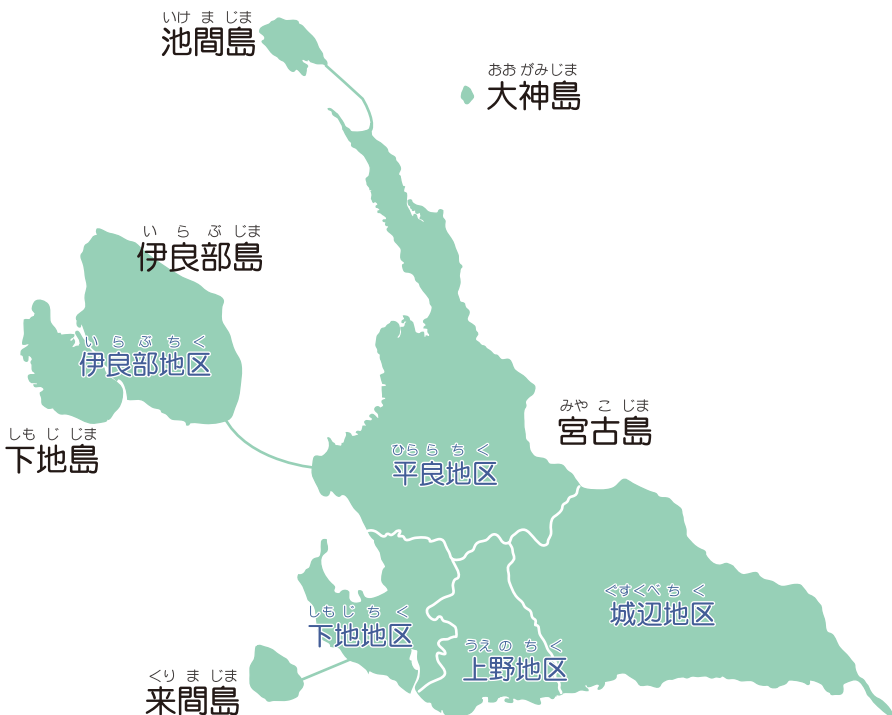 いけ ま じま
池間島
おおがみじま
大神島
い ら ぶ じま
伊良部島
い ら ぶ ち く
伊良部地区
みや こ じま
宮古島
しも じ じま
下地島
ひら ら ち く
平良地区
ぐすくべ ち く
城辺地区
しも じ ち く
下地地区
うえ の ち く
上野地区
くり ま じま
来間島